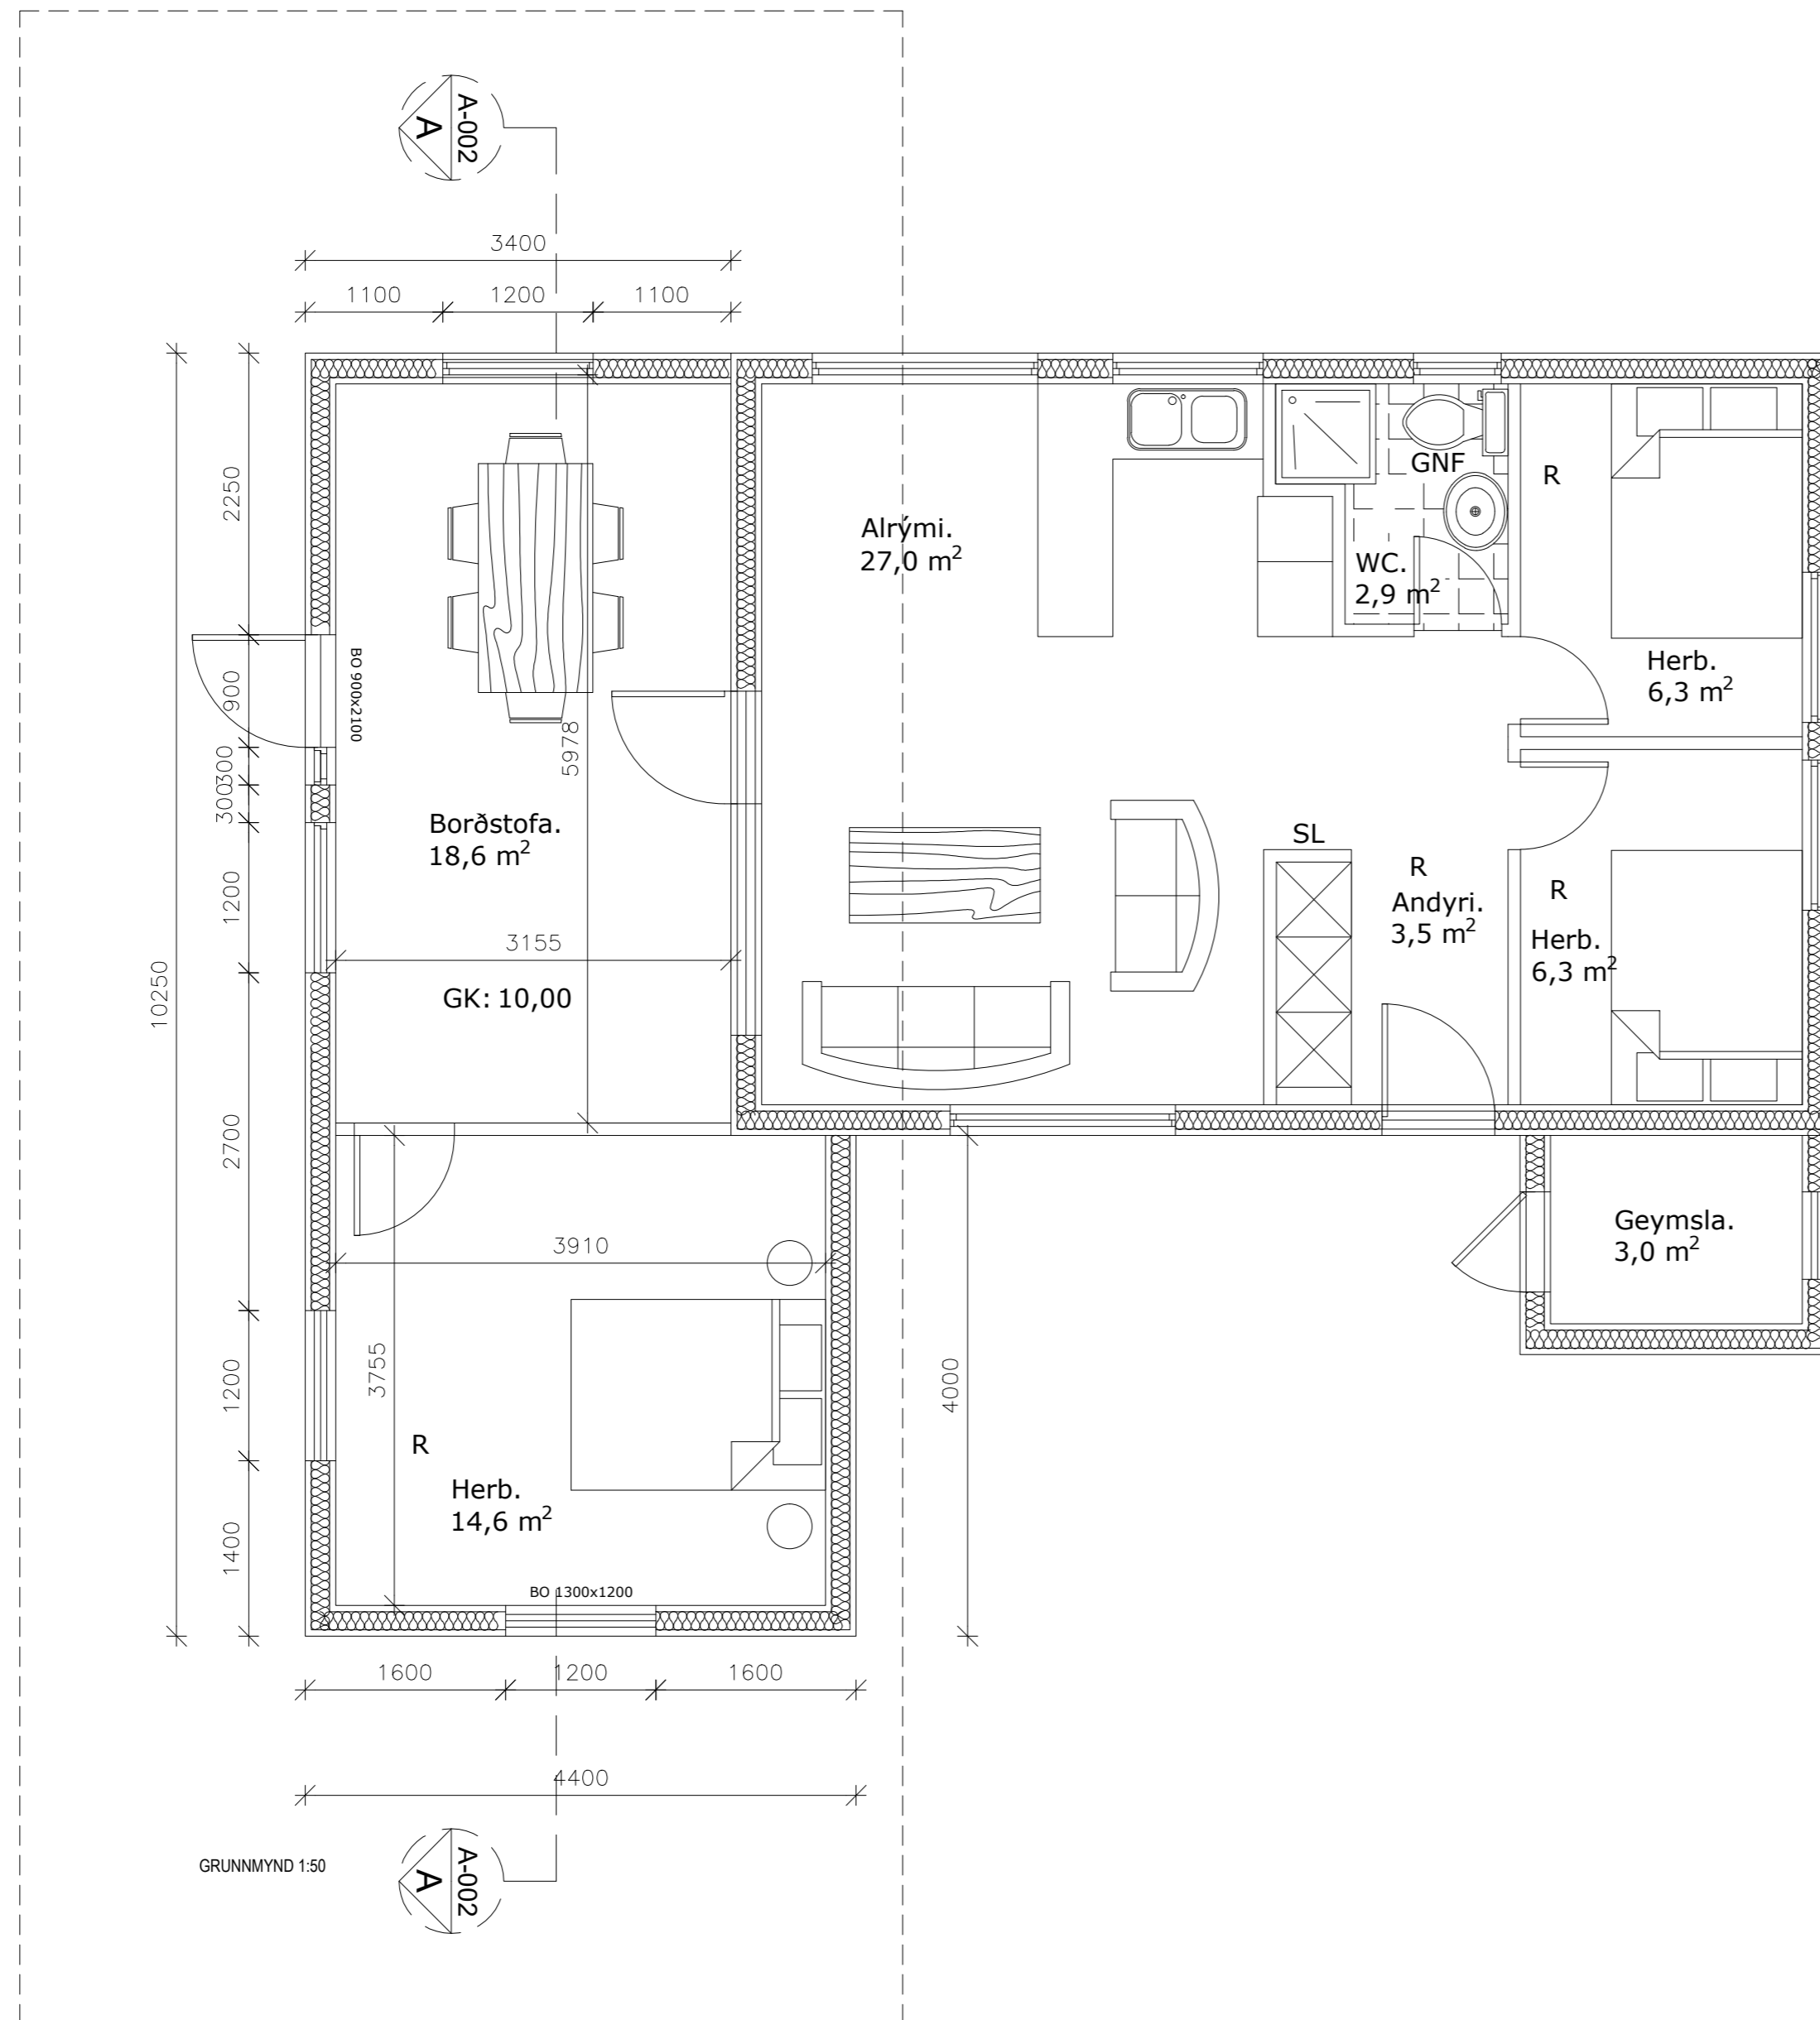 A-002
A
3400
1100
1200
1100
2250
900
300
300
1200
2700
1200
1400
10250
BO 900x2100
5978
Borðstofa.
18,6 m²
3155
GK: 10,00
Alrými.
27,0 m²
GNF
WC.
2,9 m²
R
Herb.
6,3 m²
SL
R
Andyri.
3,5 m²
R
Herb.
6,3 m²
Geymsla.
3,0 m²
3910
3755
4000
R
Herb.
14,6 m²
BO 1300x1200
1600
1200
1600
4400
GRUNNMYND 1:50
A-002
A